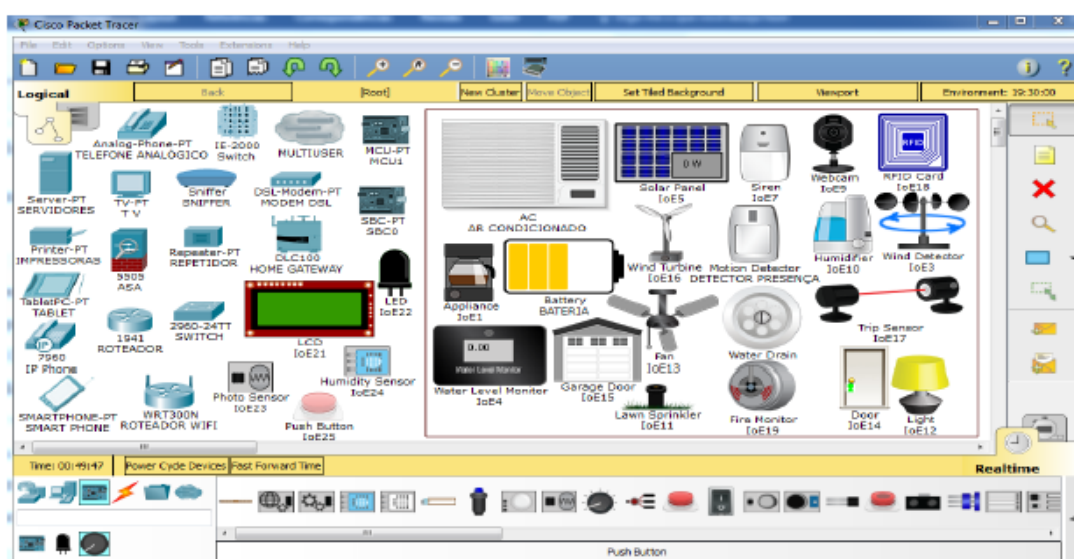 Cisco Packet Tracer
File Edit Options View Tools Extensions Help
Logical Back [Root] New Cluster Move Object Set Tiled Background Viewport Environment: 19:30:00
Analog-Phone-PT
TELEFONE ANALÓGICO
IE-2000
Switch
MULTIUSER
MCU-PT
MCU1
Server-PT
SERVIDORES
TV-PT
TV
Sniffer
SNIFFER
DSL-Modem-PT
MODEM DSL
SBC-PT
SBC0
Printer-PT
IMPRESSORAS
5505
ASA
Repeater-PT
REPETIDOR
DLC100
HOME GATEWAY
LED
IoE22
TabletPC-PT
TABLET
1941
ROTEADOR
2960-24TT
SWITCH
LCD
IoE21
IP
7960
IP Phone
Photo Sensor
IoE23
Humidity Sensor
IoE24
SMARTPHONE-PT
SMART PHONE
WRT300N
ROTEADOR WIFI
Push Button
IoE25
AC
AR CONDICIONADO
0 W
Solar Panel
IoE5
Siren
IoE7
Webcam
IoE9
RFID
RFID Card
IoE18
Appliance
IoE1
Battery
BATERIA
Wind Turbine
IoE16
Motion Detector
DETECTOR PRESENÇA
Humidifier
IoE10
Wind Detector
IoE3
0.00
Water Level Monitor
Water Level Monitor
IoE4
Garage Door
IoE15
Fan
IoE13
Water Drain
Trip Sensor
IoE17
Lawn Sprinkler
IoE11
Fire Monitor
IoE19
Door
IoE14
Light
IoE12
Time: 00:49:47 Power Cycle Devices Fast Forward Time
Realtime
Push Button